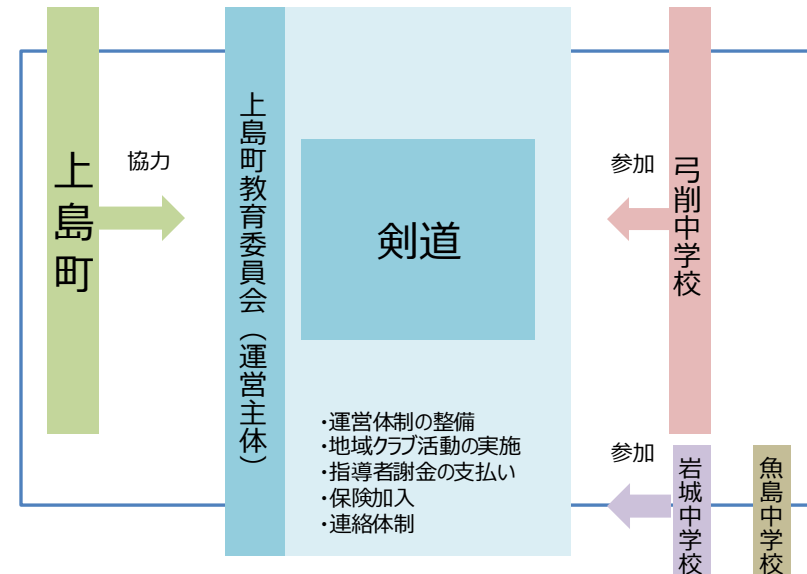 上島町
協力
上島町教育委員会（運営主体）
剣道
・運営体制の整備
・地域クラブ活動の実施
・指導者謝金の支払い
・保険加入
・連絡体制
参加
弓削中学校
参加
岩城中学校
魚島中学校